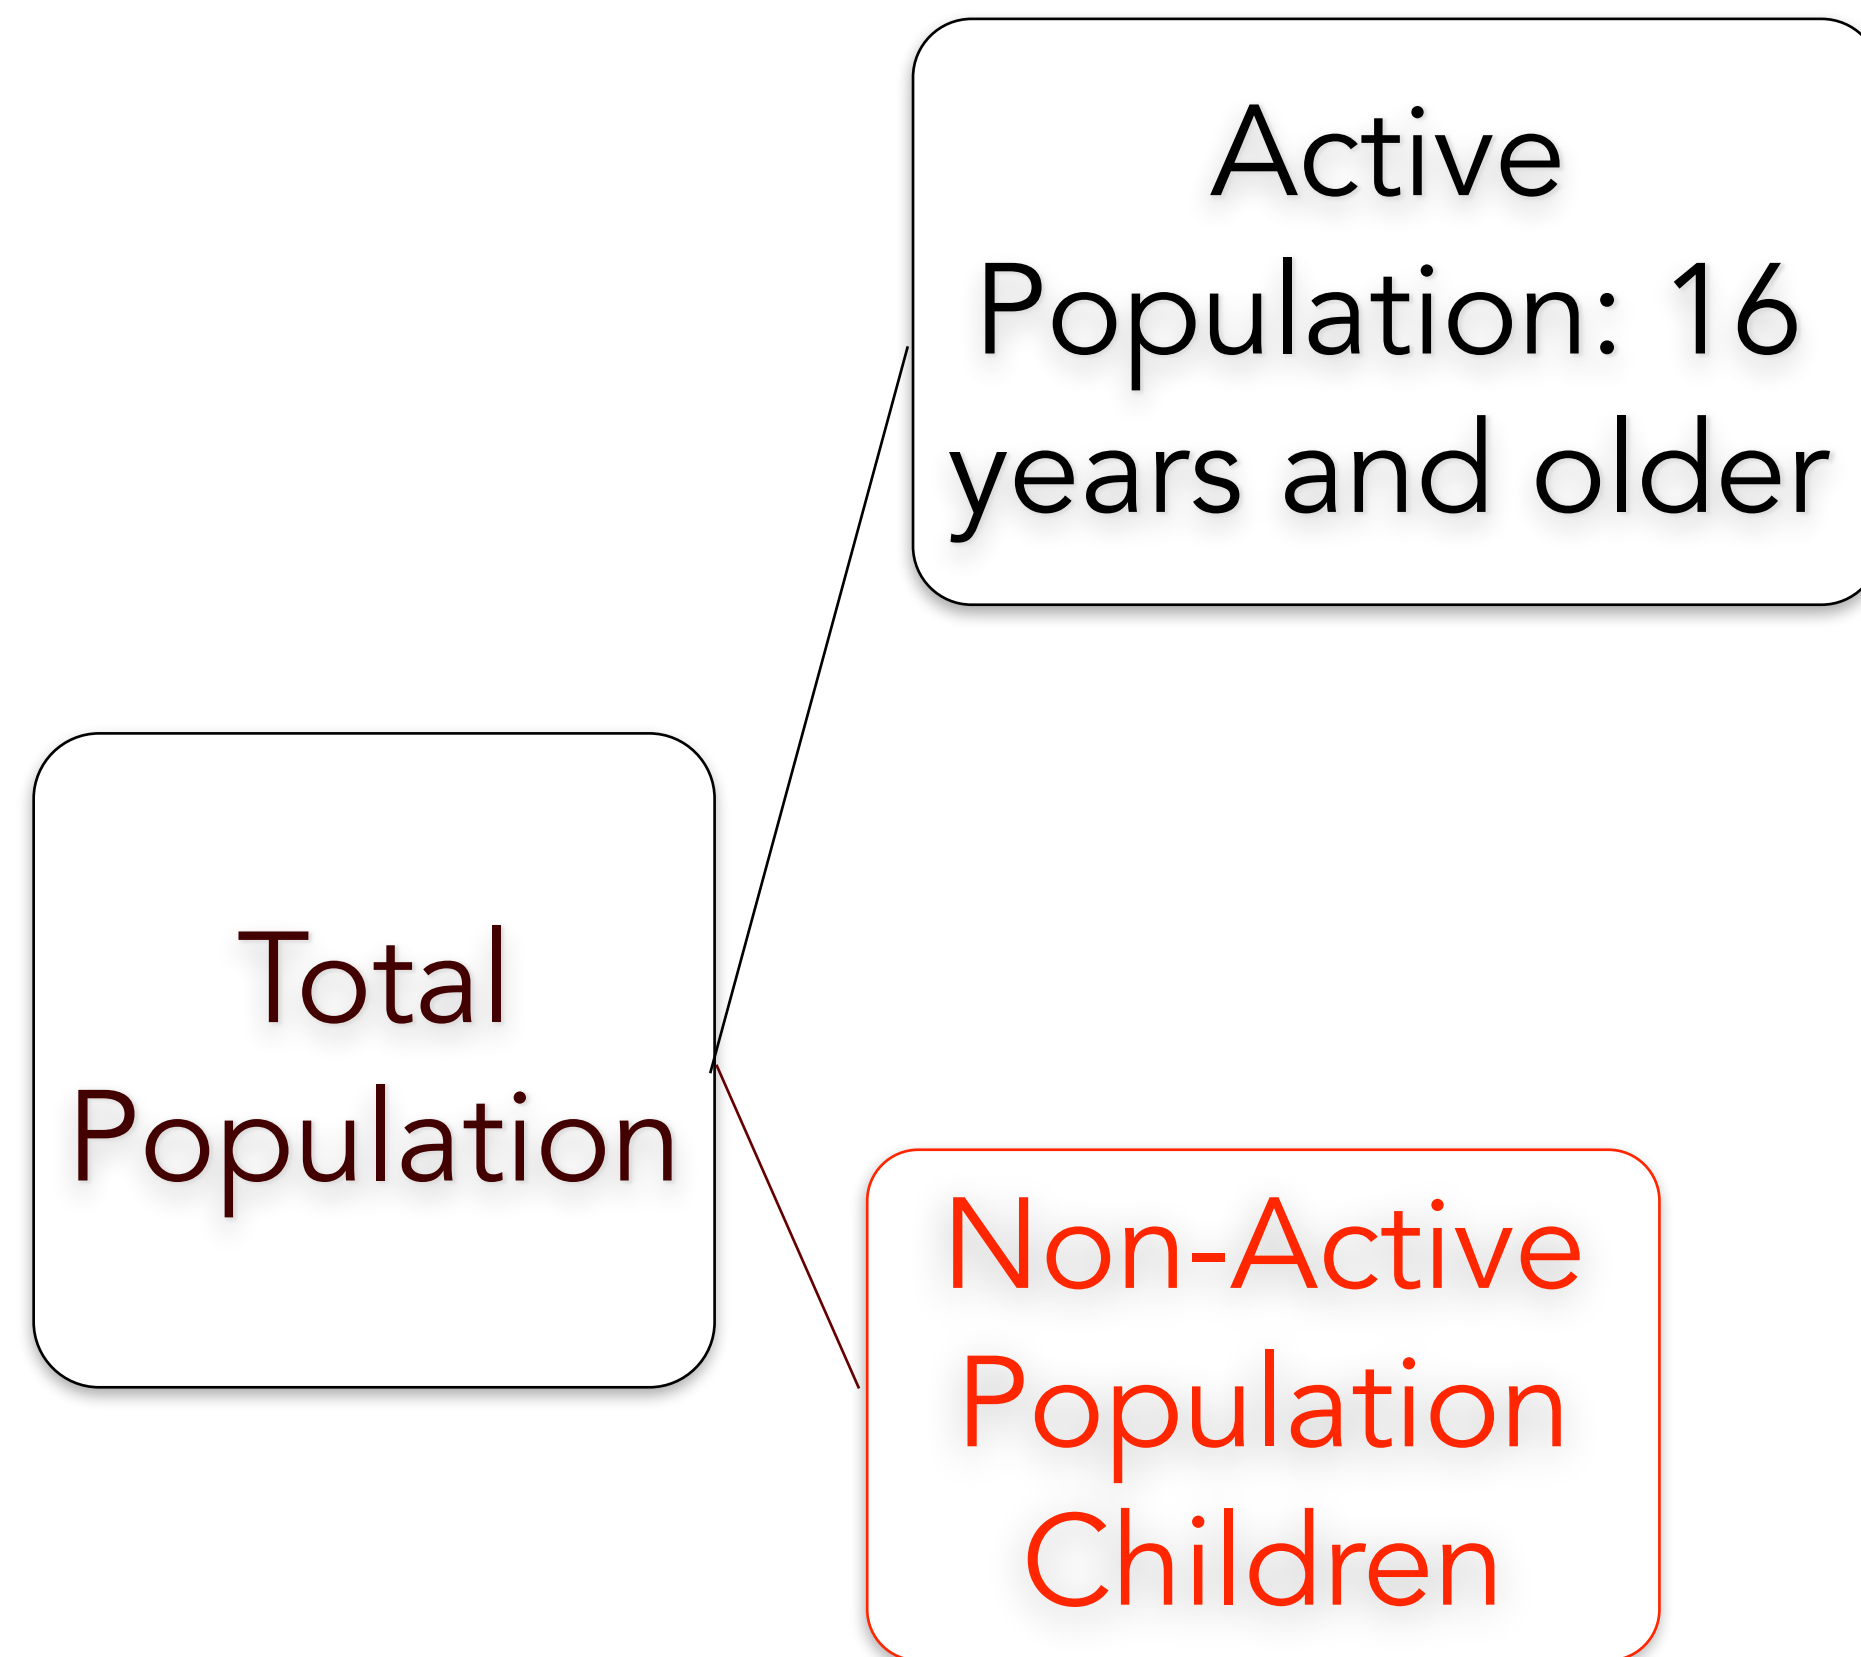 Active
Population: 16
years and older
Total
Population
Non-Active
Population
Children